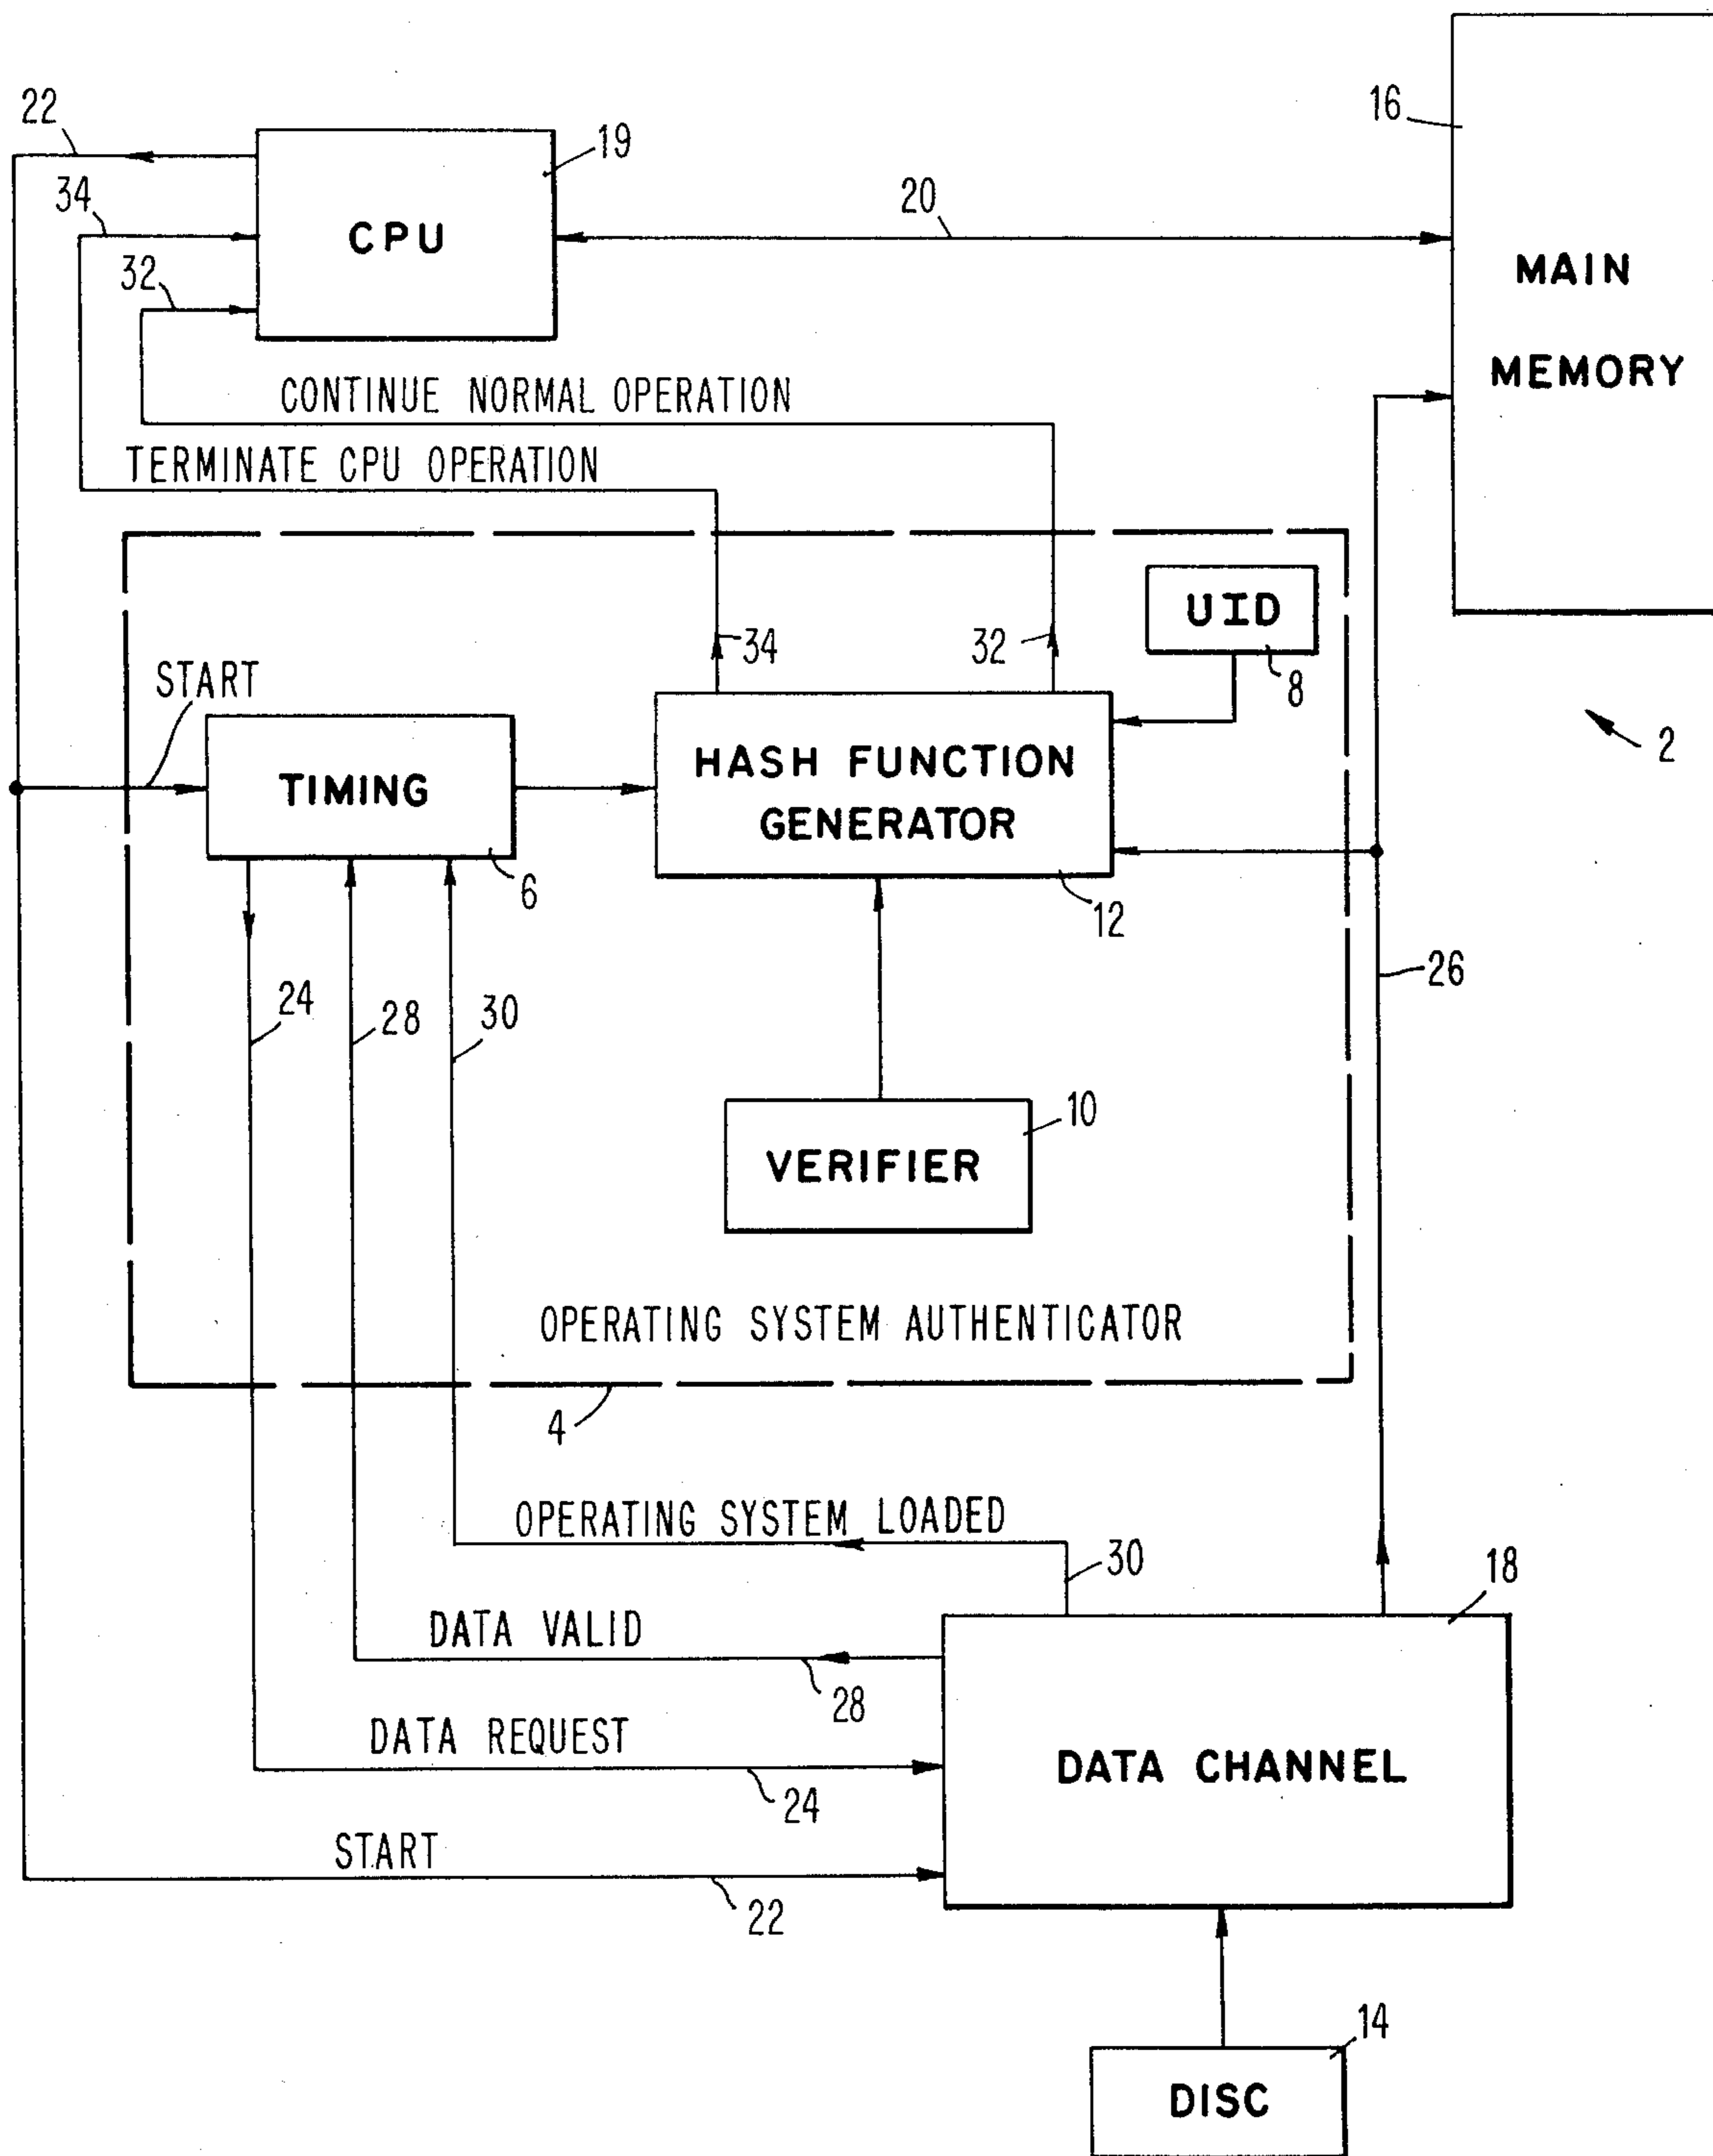 16
22
19
34
20
CPU
32
MAIN
MEMORY
CONTINUE NORMAL OPERATION
TERMINATE CPU OPERATION
UID
34
32
8
START
2
HASH FUNCTION
GENERATOR
TIMING
6
12
26
24
28
30
10
VERIFIER
OPERATING SYSTEM AUTHENTICATOR
4
OPERATING SYSTEM LOADED
30
18
DATA VALID
28
DATA REQUEST
24
DATA CHANNEL
START
22
14
DISC